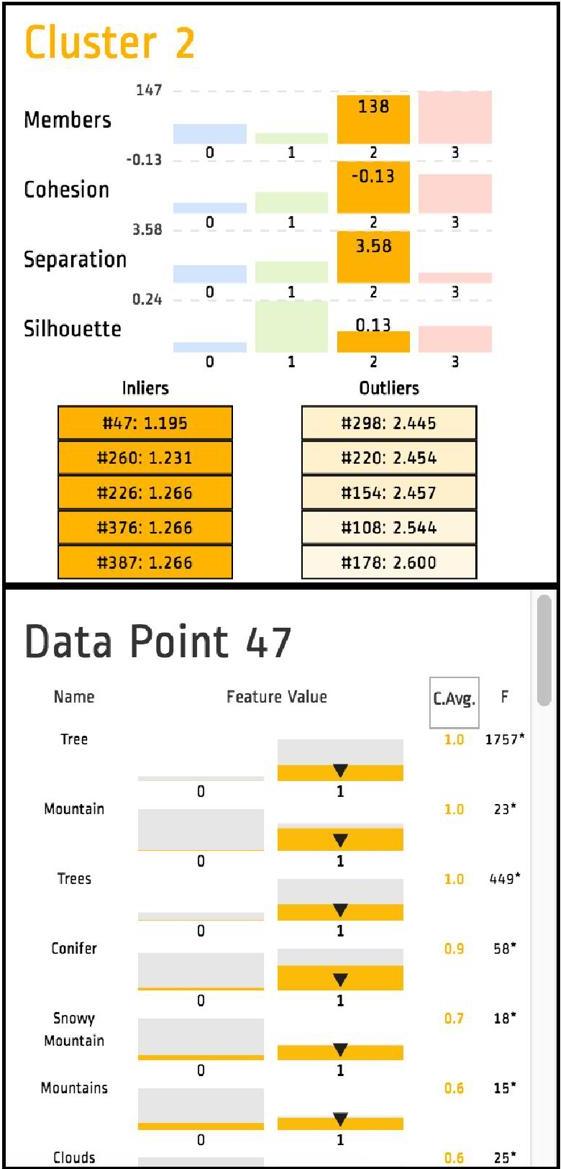 Cluster 2
147
Members
138
0 1 2 3
-0.13
Cohesion
-0.13
0 1 2 3
3.58
Separation
3.58
0 1 2 3
0.24
Silhouette
0.13
0 1 2 3
Inliers Outliers
#47: 1.195 #298: 2.445
#260: 1.231 #220: 2.454
#226: 1.266 #154: 2.457
#376: 1.266 #108: 2.544
#387: 1.266 #178: 2.600
Data Point 47
Name Feature Value C.Avg. F
Tree 1.0 1757*
0 1
Mountain 1.0 23*
0 1
Trees 1.0 449*
0 1
Conifer 0.9 58*
0 1
Snowy
Mountain 0.7 18*
0 1
Mountains 0.6 15*
0 1
Clouds 0.6 25*